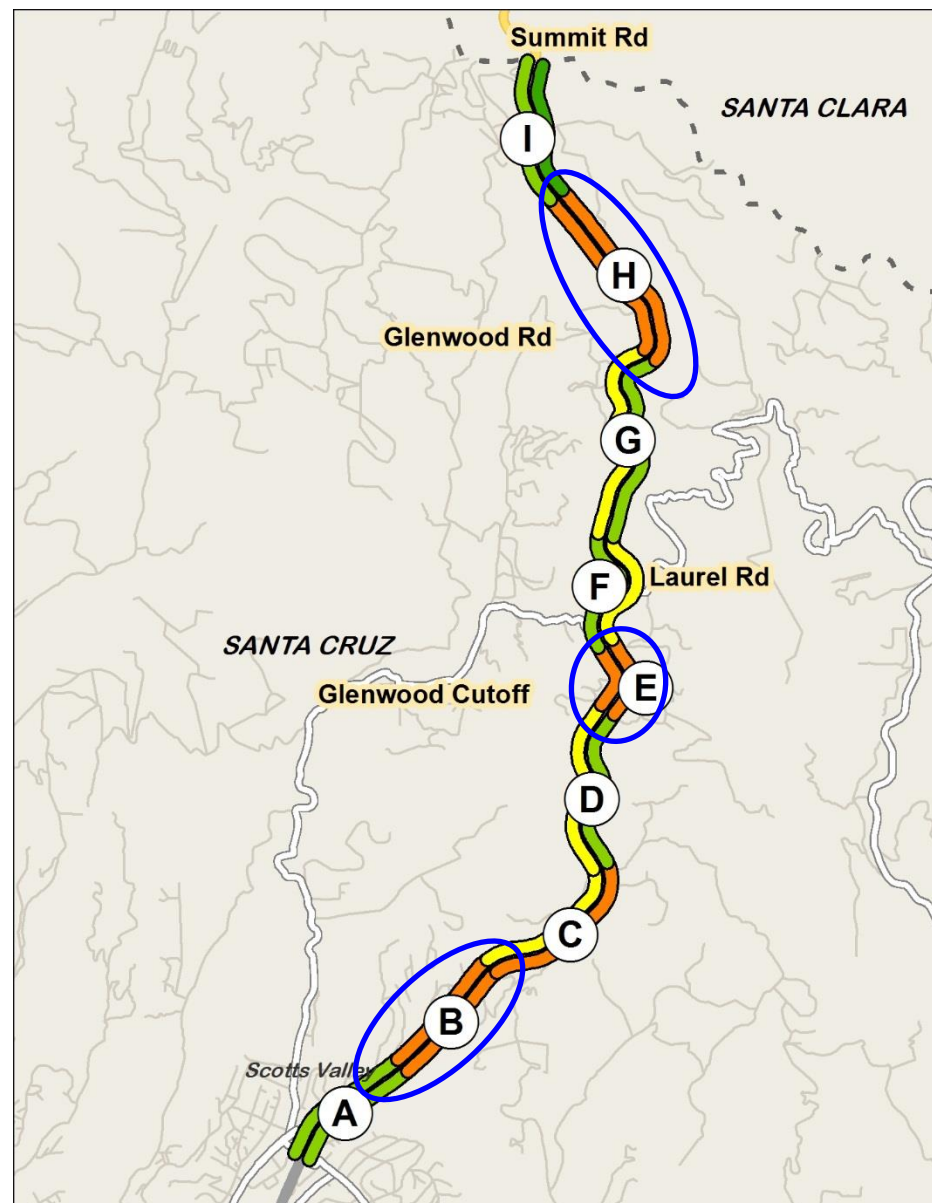 Summit Rd
SANTA CLARA
I
H
Glenwood Rd
G
F
Laurel Rd
SANTA CRUZ
E
Glenwood Cutoff
D
C
B
Scotts Valley
A